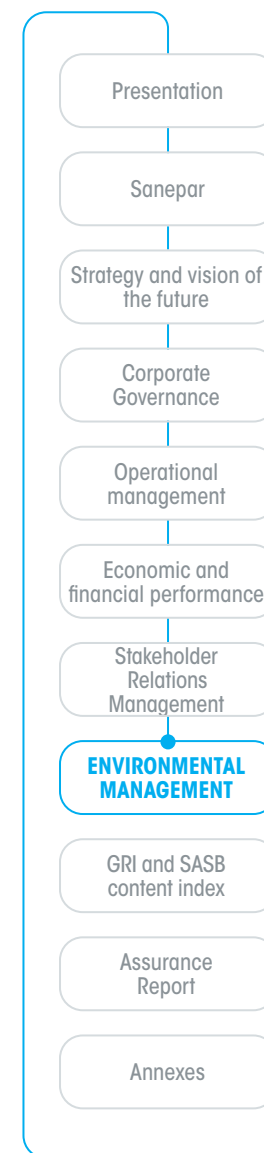 Presentation
Sanepar
Strategy and vision of
the future
Corporate
Governance
Operational
management
Economic and
financial performance
Stakeholder
Relations
Management
ENVIRONMENTAL
MANAGEMENT
GRI and SASB
content index
Assurance
Report
Annexes